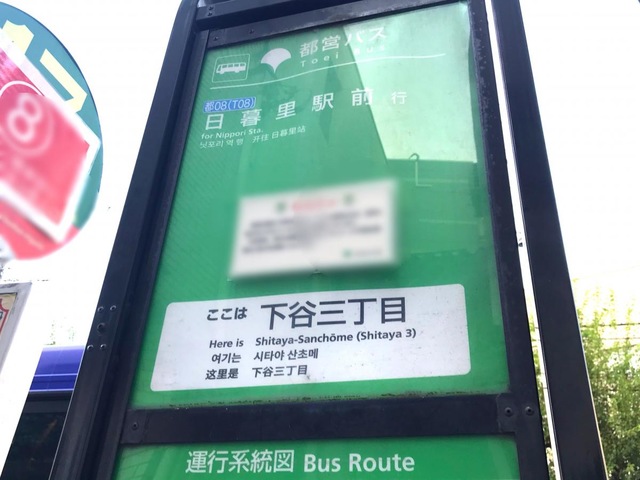 都営バス
Toei Bus
都08(T08)
日暮里駅前 行
for Nippori Sta.
닛포리 역 행 开往 日暮里站
ここは 下谷三丁目
Here is Shitaya-Sanchōme (Shitaya 3)
여기는 시타야 산초메
这里是 下谷三丁目
運行系統図 Bus Route
8